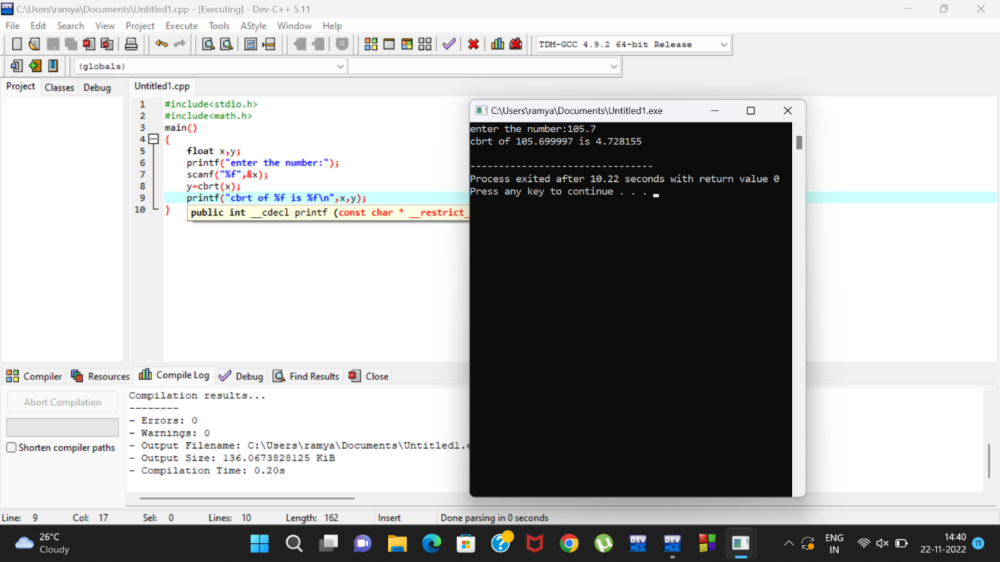 C:\Users\ramya\Documents\Untitled1.cpp - [Executing] - Dev-C++ 5.11
File Edit Search View Project Execute Tools AStyle Window Help
TDM-GCC 4.9.2 64-bit Release
(globals)
Project Classes Debug
Untitled1.cpp
1 #include<stdio.h>
2 #include<math.h>
3 main()
4 {
5 float x,y;
6 printf("enter the number:");
7 scanf("%f",&x);
8 y=cbrt(x);
9 printf("cbrt of %f is %f\n",x,y);
10 }
public int __cdecl printf (const char * __restrict_
C:\Users\ramya\Documents\Untitled1.exe
enter the number:105.7
cbrt of 105.699997 is 4.728155
--------------------------------
Process exited after 10.22 seconds with return value 0
Press any key to continue . . .
Compiler Resources Compile Log Debug Find Results Close
Abort Compilation
Shorten compiler paths
Compilation results...
--------
- Errors: 0
- Warnings: 0
- Output Filename: C:\Users\ramya\Documents\Untitled1.e
- Output Size: 136.0673828125 KiB
- Compilation Time: 0.20s
Line: 9 Col: 17 Sel: 0 Lines: 10 Length: 162 Insert Done parsing in 0 seconds
26°C
Cloudy
DEV
DEV
ENG
IN
14:40
22-11-2022
11